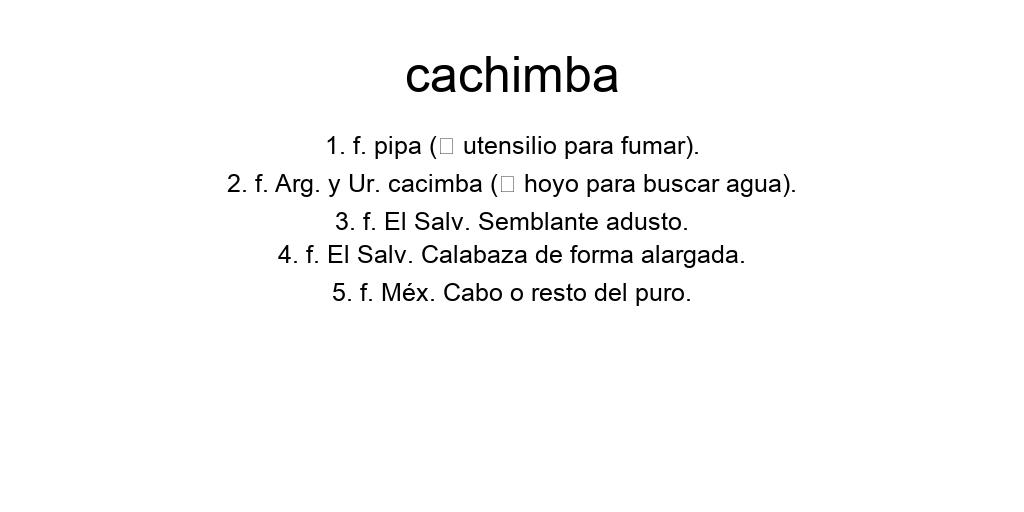 cachimba
1. f. pipa (□ utensilio para fumar).
2. f. Arg. y Ur. cacimba (□ hoyo para buscar agua).
3. f. El Salv. Semblante adusto.
4. f. El Salv. Calabaza de forma alargada.
5. f. Méx. Cabo o resto del puro.